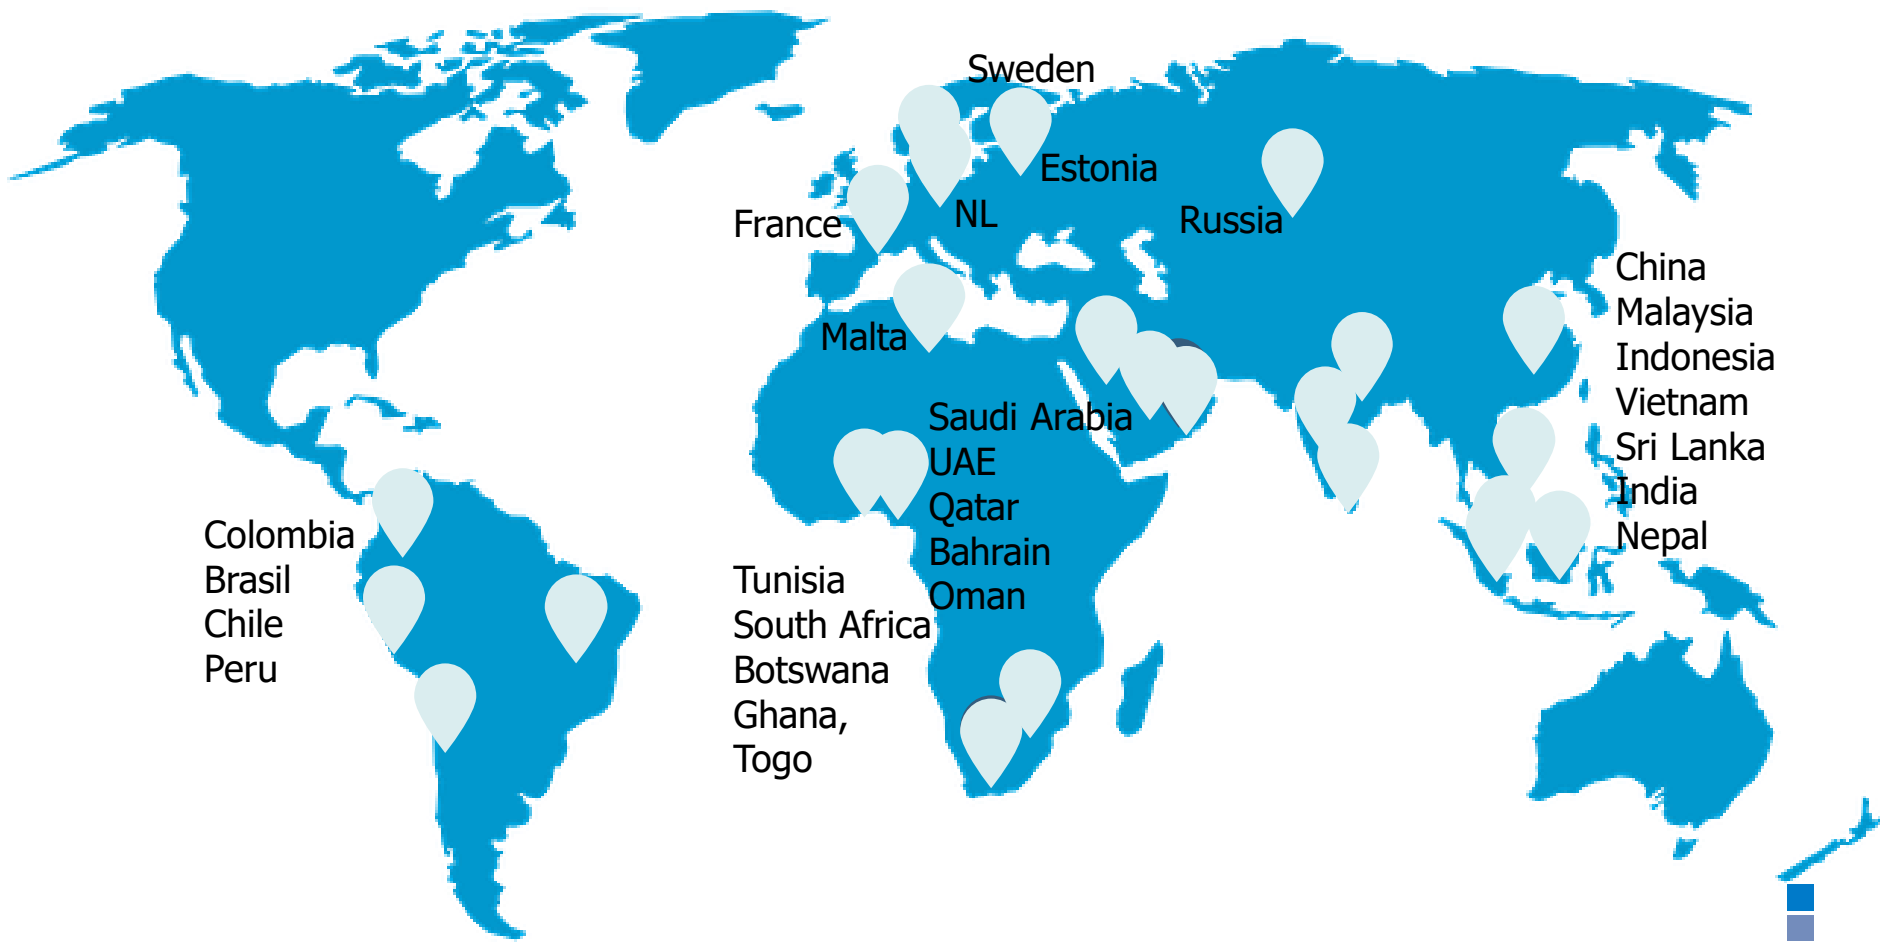 Sweden
Estonia
France
NL
Russia
Malta
China
Malaysia
Indonesia
Vietnam
Sri Lanka
India
Nepal
Saudi Arabia
UAE
Qatar
Bahrain
Oman
Colombia
Brasil
Chile
Peru
Tunisia
South Africa
Botswana
Ghana,
Togo